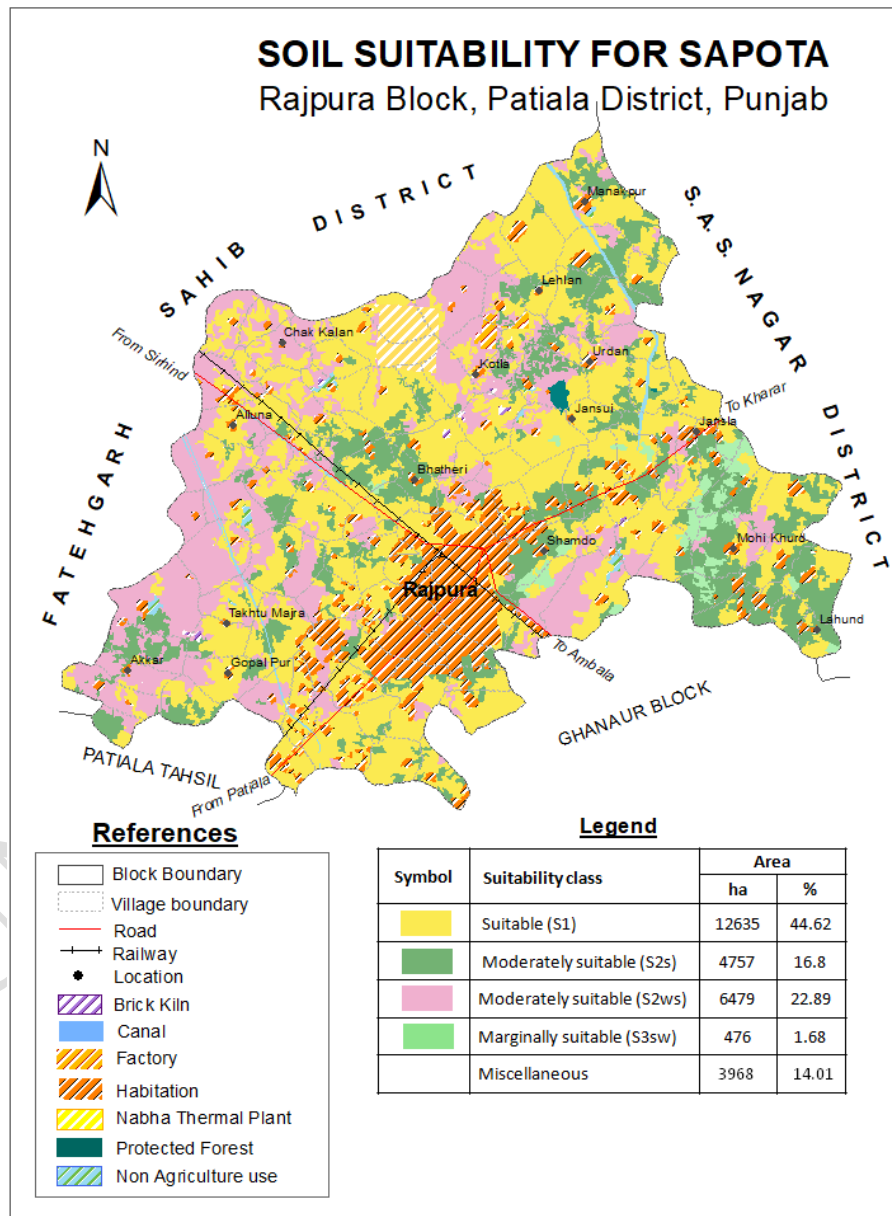 SOIL SUITABILITY FOR SAPOTA
Rajpura Block, Patiala District, Punjab
N
SAHIB DISTRICT
S.A.S. NAGAR DISTRICT
FATEHGARH
Manakpur
Lehlan
Chak Kalan
From Sirhind
Kotla
Urdan
To Kharar
Alluna
Jansui
Jansla
Bhatheri
Shamdo
Mohi Khurd
Rajpura
Takhtu Majra
Lahund
Akkar
Gopal Pur
To Ambala
GHANAUR BLOCK
PATIALA TAHSIL
From Patiala
References
Block Boundary
Village boundary
Road
Railway
Location
Brick Kiln
Canal
Factory
Habitation
Nabha Thermal Plant
Protected Forest
Non Agriculture use
Legend
Symbol Suitability class Area
ha %
Suitable (S1) 12635 44.62
Moderately suitable (S2s) 4757 16.8
Moderately suitable (S2ws) 6479 22.89
Marginally suitable (S3sw) 476 1.68
Miscellaneous 3968 14.01